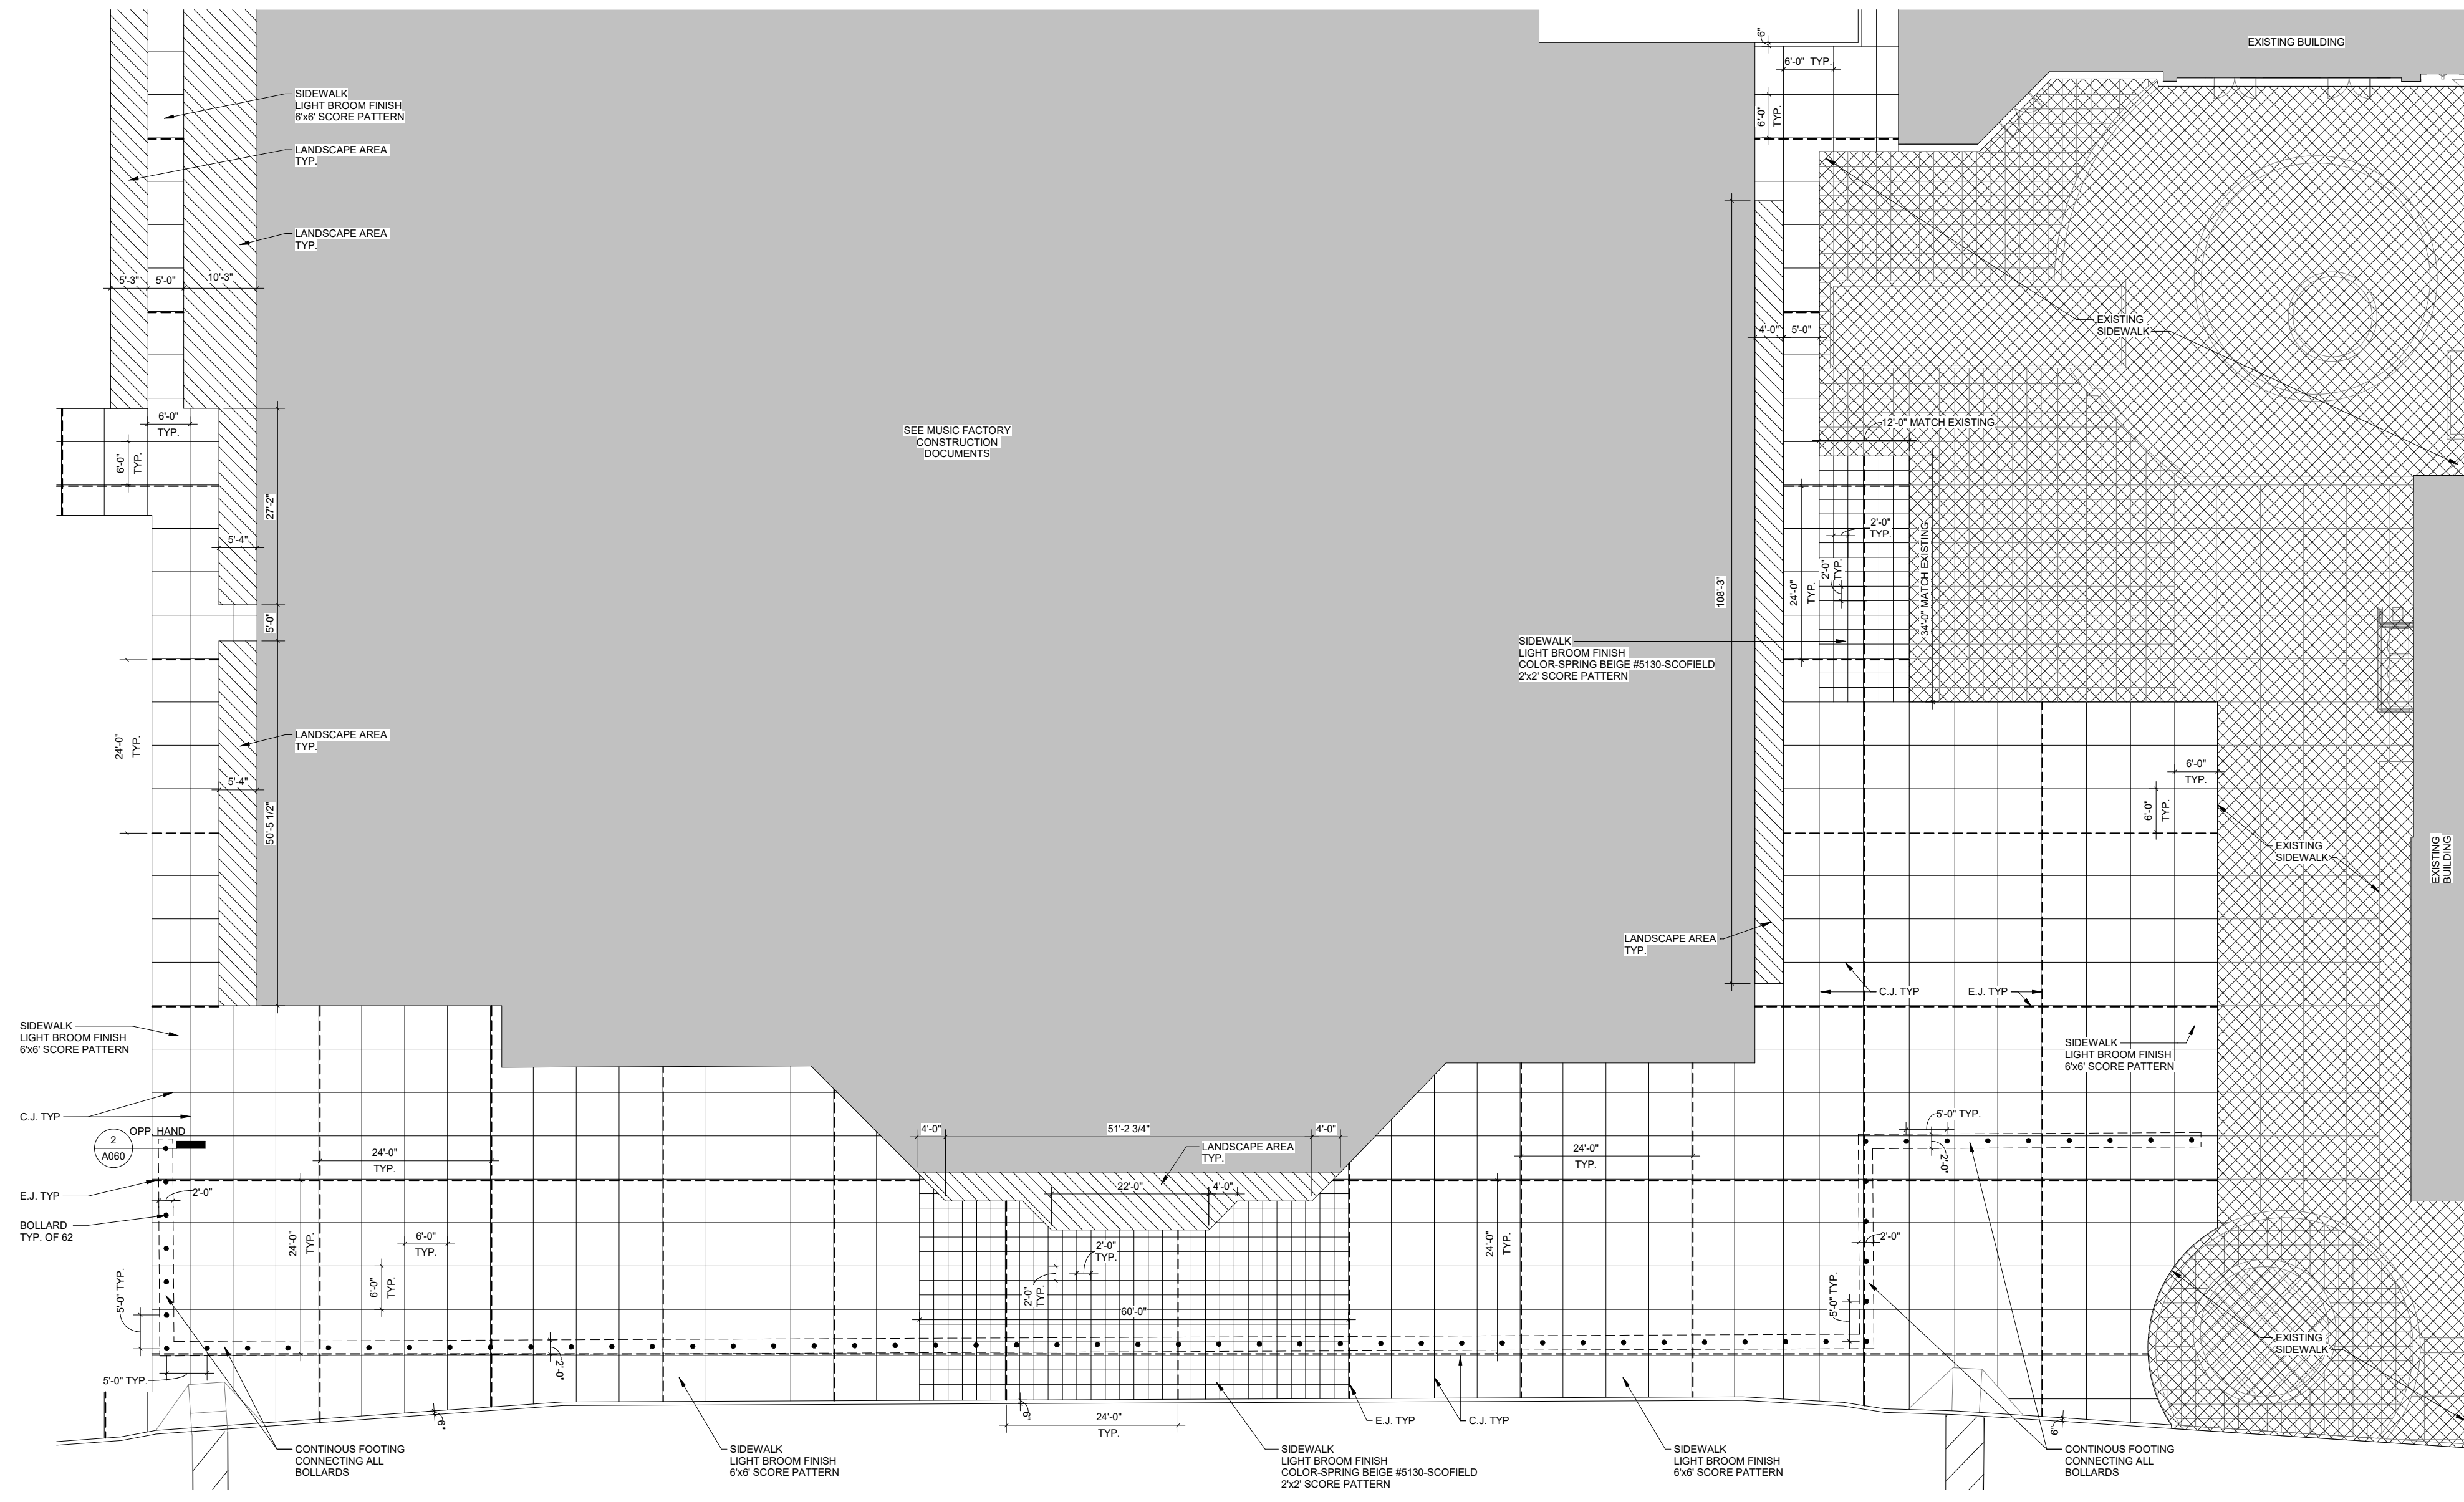 EXISTING BUILDING
6"
6'-0" TYP.
6'-0"
TYP.
SIDEWALK
LIGHT BROOM FINISH
6'x6' SCORE PATTERN
LANDSCAPE AREA
TYP.
LANDSCAPE AREA
TYP.
5'-3"
5'-0"
10'-3"
4'-0"
5'-0"
EXISTING
SIDEWALK
6'-0"
TYP.
6'-0"
TYP.
SEE MUSIC FACTORY
CONSTRUCTION
DOCUMENTS
12'-0" MATCH EXISTING
27'-2"
5'-4"
2'-0"
TYP.
2'-0"
TYP.
34'-0" MATCH EXISTING
24'-0"
TYP.
108'-3"
5'-0"
SIDEWALK
LIGHT BROOM FINISH
COLOR-SPRING BEIGE #5130-SCOFIELD
2'x2' SCORE PATTERN
24'-0"
TYP.
LANDSCAPE AREA
TYP.
5'-4"
50'-5 1/2"
6'-0"
TYP.
6'-0"
TYP.
EXISTING
SIDEWALK
EXISTING
BUILDING
LANDSCAPE AREA
TYP.
C.J. TYP
E.J. TYP
SIDEWALK
LIGHT BROOM FINISH
6'x6' SCORE PATTERN
SIDEWALK
LIGHT BROOM FINISH
6'x6' SCORE PATTERN
C.J. TYP
OPP. HAND
2
A060
24'-0"
TYP.
4'-0"
51'-2 3/4"
4'-0"
LANDSCAPE AREA
TYP.
24'-0"
TYP.
5'-0" TYP.
2'-0"
E.J. TYP
2'-0"
22'-0"
4'-0"
BOLLARD
TYP. OF 62
24'-0"
TYP.
6'-0"
TYP.
6'-0"
TYP.
2'-0"
TYP.
2'-0"
TYP.
60'-0"
24'-0"
TYP.
2'-0"
5'-0" TYP.
5'-0" TYP.
EXISTING
SIDEWALK
5'-0" TYP.
2'-0"
6"
6"
24'-0"
TYP.
E.J. TYP
C.J. TYP
6"
CONTINOUS FOOTING
CONNECTING ALL
BOLLARDS
SIDEWALK
LIGHT BROOM FINISH
6'x6' SCORE PATTERN
SIDEWALK
LIGHT BROOM FINISH
COLOR-SPRING BEIGE #5130-SCOFIELD
2'x2' SCORE PATTERN
SIDEWALK
LIGHT BROOM FINISH
6'x6' SCORE PATTERN
CONTINOUS FOOTING
CONNECTING ALL
BOLLARDS